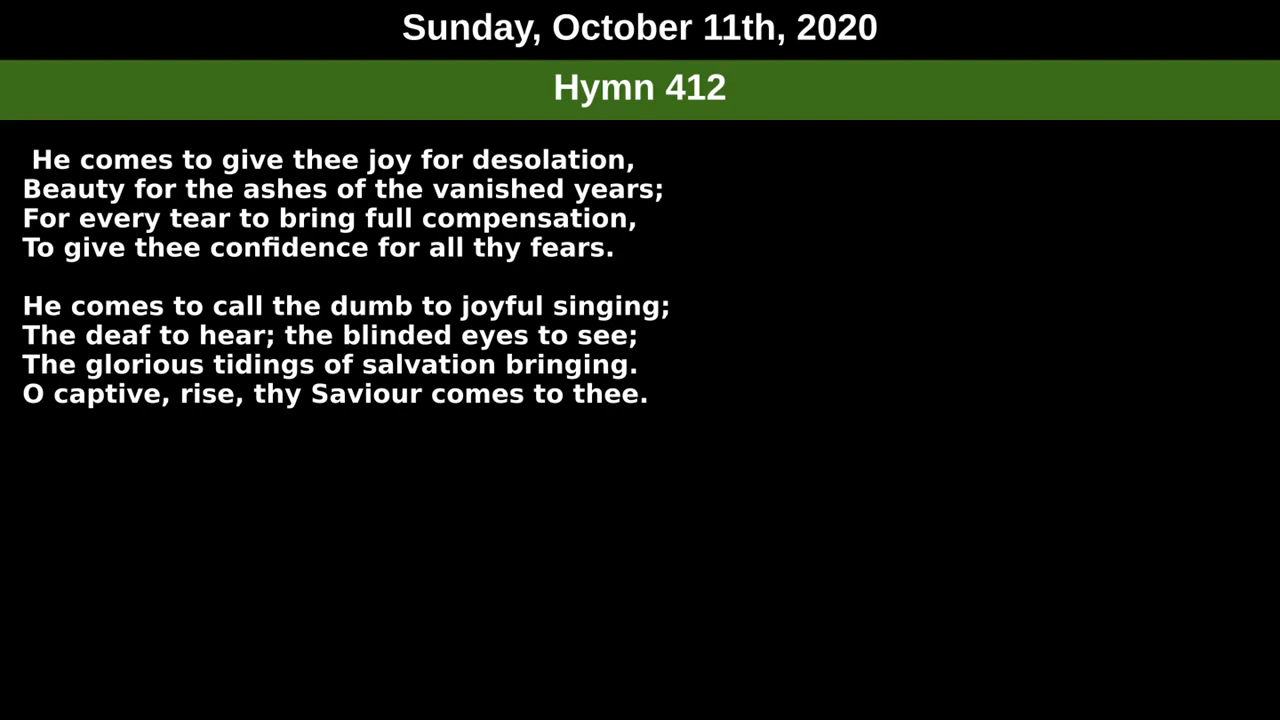 Sunday, October 11th, 2020
Hymn 412
He comes to give thee joy for desolation,
Beauty for the ashes of the vanished years;
For every tear to bring full compensation,
To give thee confidence for all thy fears.
He comes to call the dumb to joyful singing;
The deaf to hear; the blinded eyes to see;
The glorious tidings of salvation bringing.
O captive, rise, thy Saviour comes to thee.